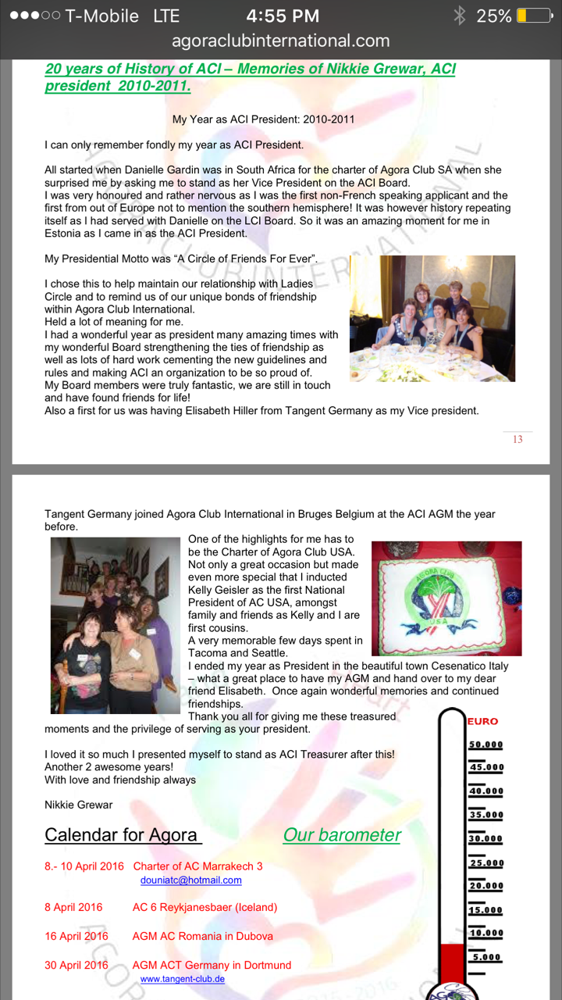 T-Mobile LTE 4:55 PM 25%
agoraclubinternational.com
20 years of History of ACI – Memories of Nikkie Grewar, ACI
president 2010-2011.
My Year as ACI President: 2010-2011
I can only remember fondly my year as ACI President.
All started when Danielle Gardin was in South Africa for the charter of Agora Club SA when she
surprised me by asking me to stand as her Vice President on the ACI Board.
I was very honoured and rather nervous as I was the first non-French speaking applicant and the
first from out of Europe not to mention the southern hemisphere! It was however history repeating
itself as I had served with Danielle on the LCI Board. So it was an amazing moment for me in
Estonia as I came in as the ACI President.
My Presidential Motto was “A Circle of Friends For Ever”.
I chose this to help maintain our relationship with Ladies
Circle and to remind us of our unique bonds of friendship
within Agora Club International.
Held a lot of meaning for me.
I had a wonderful year as president many amazing times with
my wonderful Board strengthening the ties of friendship as
well as lots of hard work cementing the new guidelines and
rules and making ACI an organization to be so proud of.
My Board members were truly fantastic, we are still in touch
and have found friends for life!
Also a first for us was having Elisabeth Hiller from Tangent Germany as my Vice president.
13
Tangent Germany joined Agora Club International in Bruges Belgium at the ACI AGM the year
before.
One of the highlights for me has to
be the Charter of Agora Club USA.
Not only a great occasion but made
even more special that I inducted
Kelly Geisler as the first National
President of AC USA, amongst
family and friends as Kelly and I are
first cousins.
A very memorable few days spent in
Tacoma and Seattle.
AGORA CLUB
USA
I ended my year as President in the beautiful town Cesenatico Italy
– what a great place to have my AGM and hand over to my dear
friend Elisabeth. Once again wonderful memories and continued
friendships.
Thank you all for giving me these treasured
moments and the privilege of serving as your president.
I loved it so much I presented myself to stand as ACI Treasurer after this!
Another 2 awesome years!
With love and friendship always
Nikkie Grewar
Calendar for Agora
Our barometer
8.- 10 April 2016 Charter of AC Marrakech 3
douniatc@hotmail.com
8 April 2016 AC 6 Reykjanesbaer (Iceland)
16 April 2016 AGM AC Romania in Dubova
30 April 2016 AGM ACT Germany in Dortmund
www.tangent-club.de
EURO
50.000
45.000
40.000
35.000
30.000
25.000
20.000
15.000
10.000
5.000
AGORA CLUB INTERNATIONAL